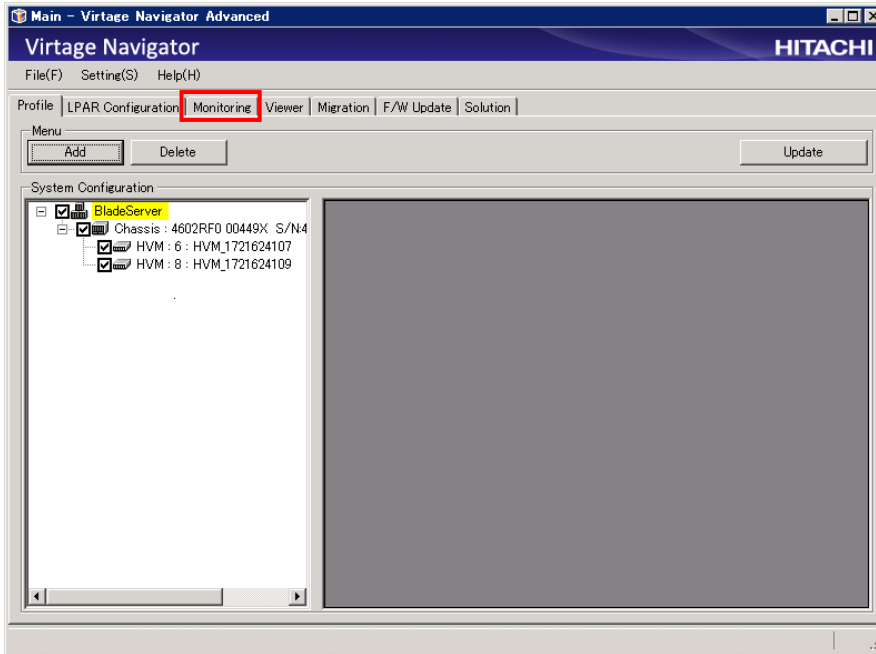 Main - Virtage Navigator Advanced
Virtage Navigator
HITACHI
File(F) Setting(S) Help(H)
Profile LPAR Configuration Monitoring Viewer Migration F/W Update Solution
Menu
Add Delete Update
System Configuration
BladeServer
Chassis : 4602RF0 00449X S/N:4
HVM : 6 : HVM_1721624107
HVM : 8 : HVM_1721624109